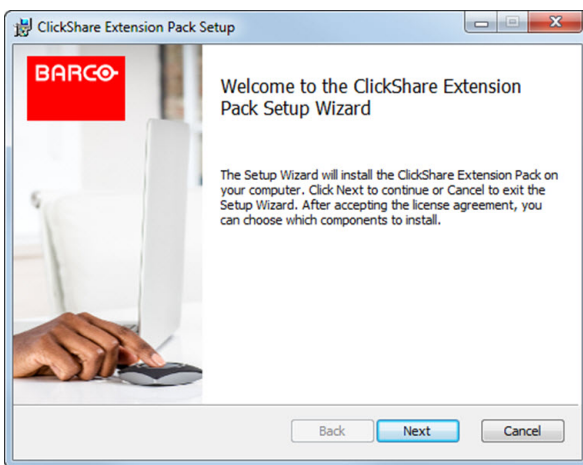 ClickShare Extension Pack Setup
BARCO
Welcome to the ClickShare Extension
Pack Setup Wizard
The Setup Wizard will install the ClickShare Extension Pack on
your computer. Click Next to continue or Cancel to exit the
Setup Wizard. After accepting the license agreement, you
can choose which components to install.
Back Next Cancel